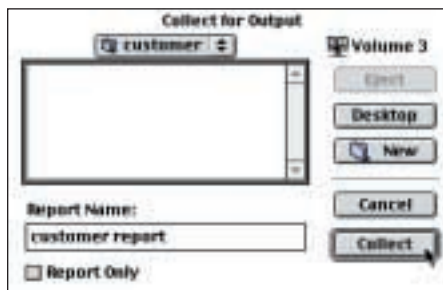 Collect for Output
customer
Volume 3
Eject
Desktop
New
Report Name:
customer report
Cancel
Collect
Report Only